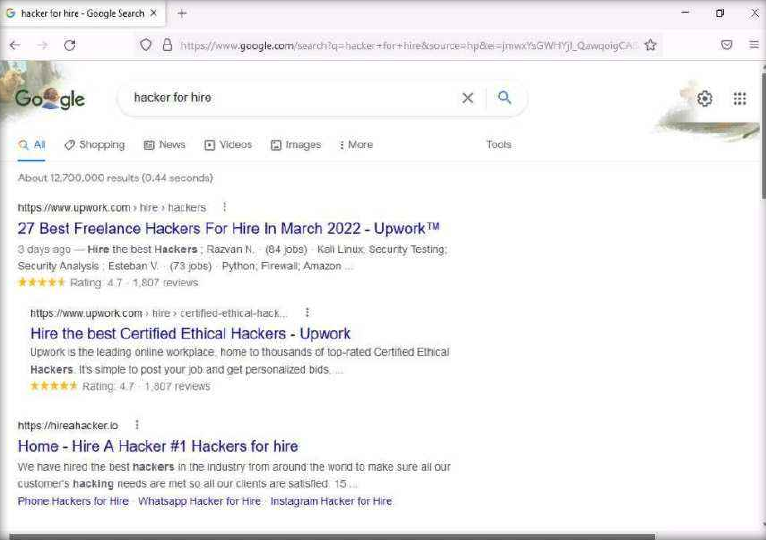 hacker for hire - Google Search
https://www.google.com/search?q=hacker+for+hire&source=hp&ei=
Google
hacker for hire
All Shopping News Videos Images More Tools
About 12,700,000 results (0.44 seconds)
https://www.upwork.com › hire › hackers
27 Best Freelance Hackers For Hire In March 2022 - Upwork™
3 days ago — Hire the best Hackers ; Razvan N. · (84 jobs) · Kali Linux; Security Testing;
Security Analysis ; Esteban V. · (73 jobs) · Python; Firewall; Amazon ...
Rating: 4.7 · 1,807 reviews
https://www.upwork.com › hire › certified-ethical-hack...
Hire the best Certified Ethical Hackers - Upwork
Upwork is the leading online workplace, home to thousands of top-rated Certified Ethical
Hackers. It's simple to post your job and get personalized bids, ...
Rating: 4.7 · 1,807 reviews
https://hireahacker.io
Home - Hire A Hacker #1 Hackers for hire
We have hired the best hackers in the industry from around the world to make sure all our
customer's hacking needs are met so all our clients are satisfied. 15 ...
Phone Hackers for Hire · Whatsapp Hacker for Hire · Instagram Hacker for Hire